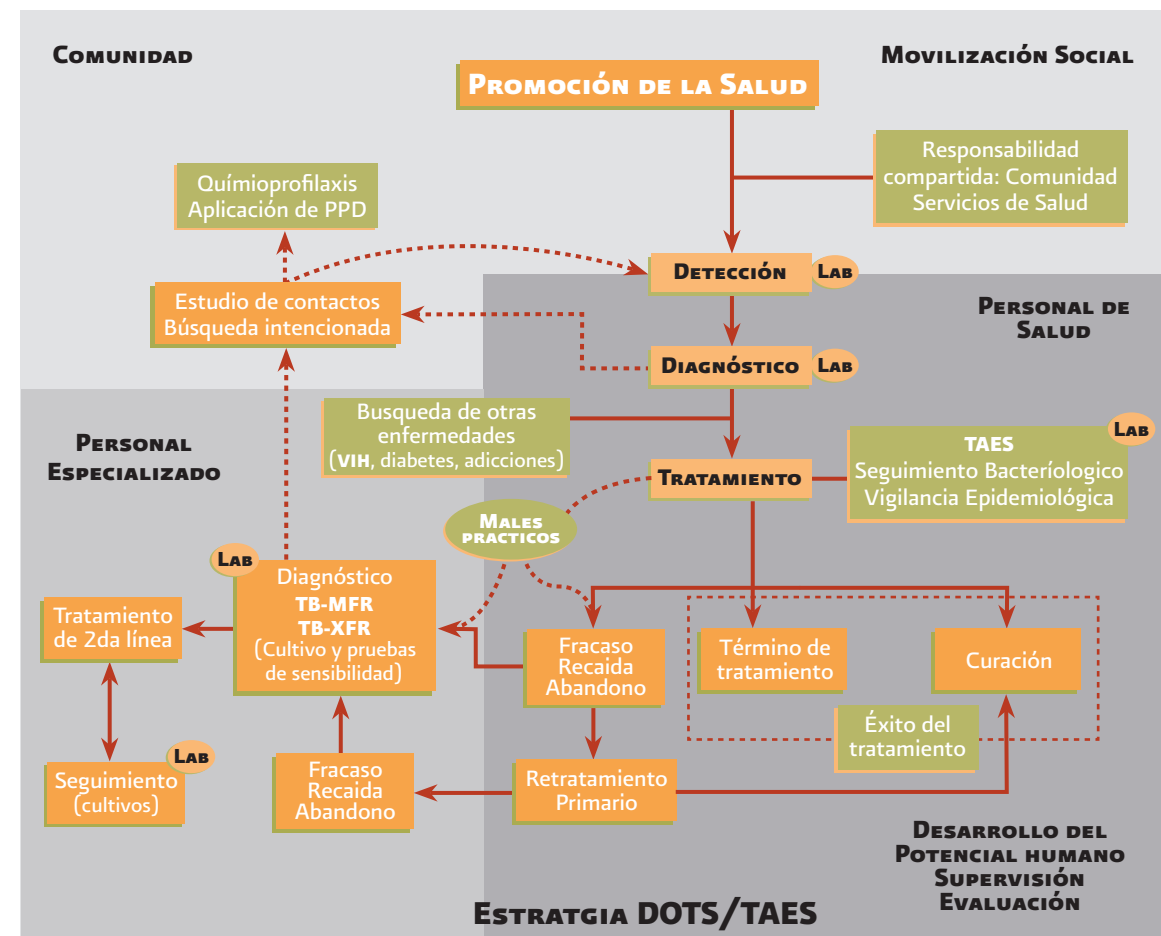 Comunidad
Movilización Social
Promoción de la Salud
Responsabilidad
compartida: Comunidad
Servicios de Salud
Químioprofilaxis
Aplicación de PPD
Detección
Lab
Estudio de contactos
Búsqueda intencionada
Personal de
Salud
Diagnóstico
Lab
Busqueda de otras
enfermedades
(VIH, diabetes, adicciones)
Personal
Especializado
Tratamiento
Lab
TAES
Seguimiento Bacteríologico
Vigilancia Epidemiológica
Males
practicos
Lab
Diagnóstico
TB-MFR
TB-XFR
(Cultivo y pruebas
de sensibilidad)
Tratamiento
de 2da línea
Fracaso
Recaida
Abandono
Término de
tratamiento
Curación
Éxito del
tratamiento
Lab
Seguimiento
(cultivos)
Fracaso
Recaida
Abandono
Retratamiento
Primario
Desarrollo del
Potencial humano
Supervisión
Evaluación
Estratgia DOTS/TAES